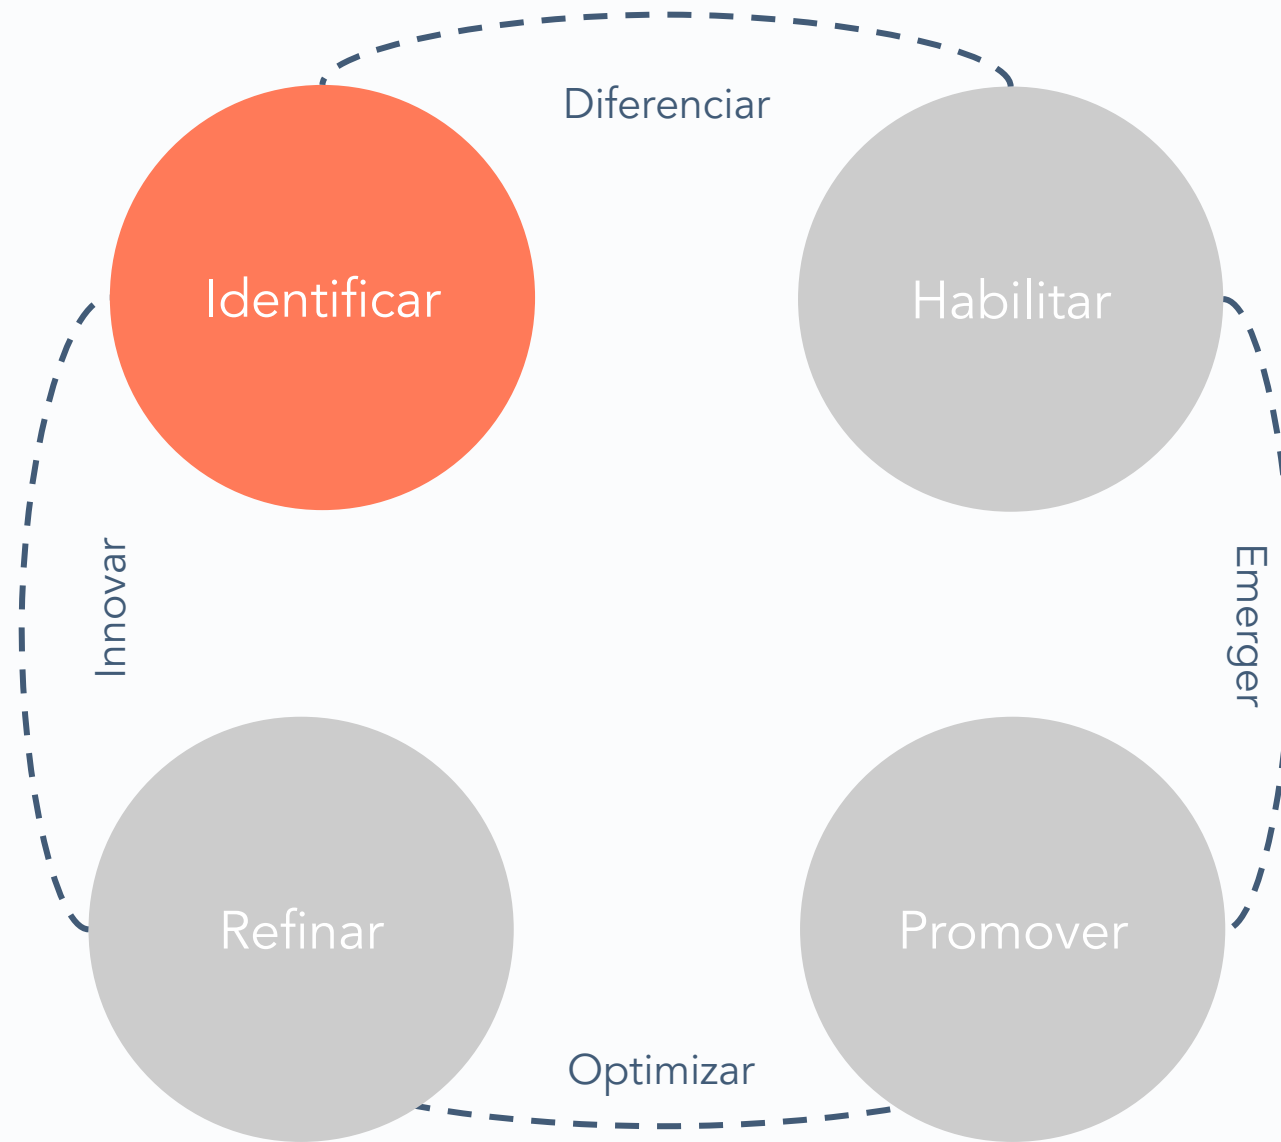 Diferenciar
Identificar
Habilitar
Innovar
Emerger
Refinar
Promover
Optimizar